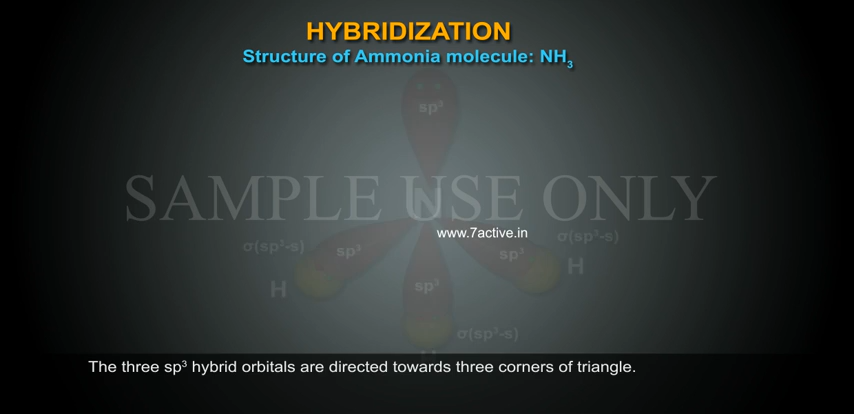 HYBRIDIZATION
Structure of Ammonia molecule: NH₃
sp³
SAMPLE USE ONLY
N
www.7active.in
σ(sp³-s)
σ(sp³-s)
sp³
sp³
H
H
sp³
σ(sp³-s)
The three sp³ hybrid orbitals are directed towards three corners of triangle.